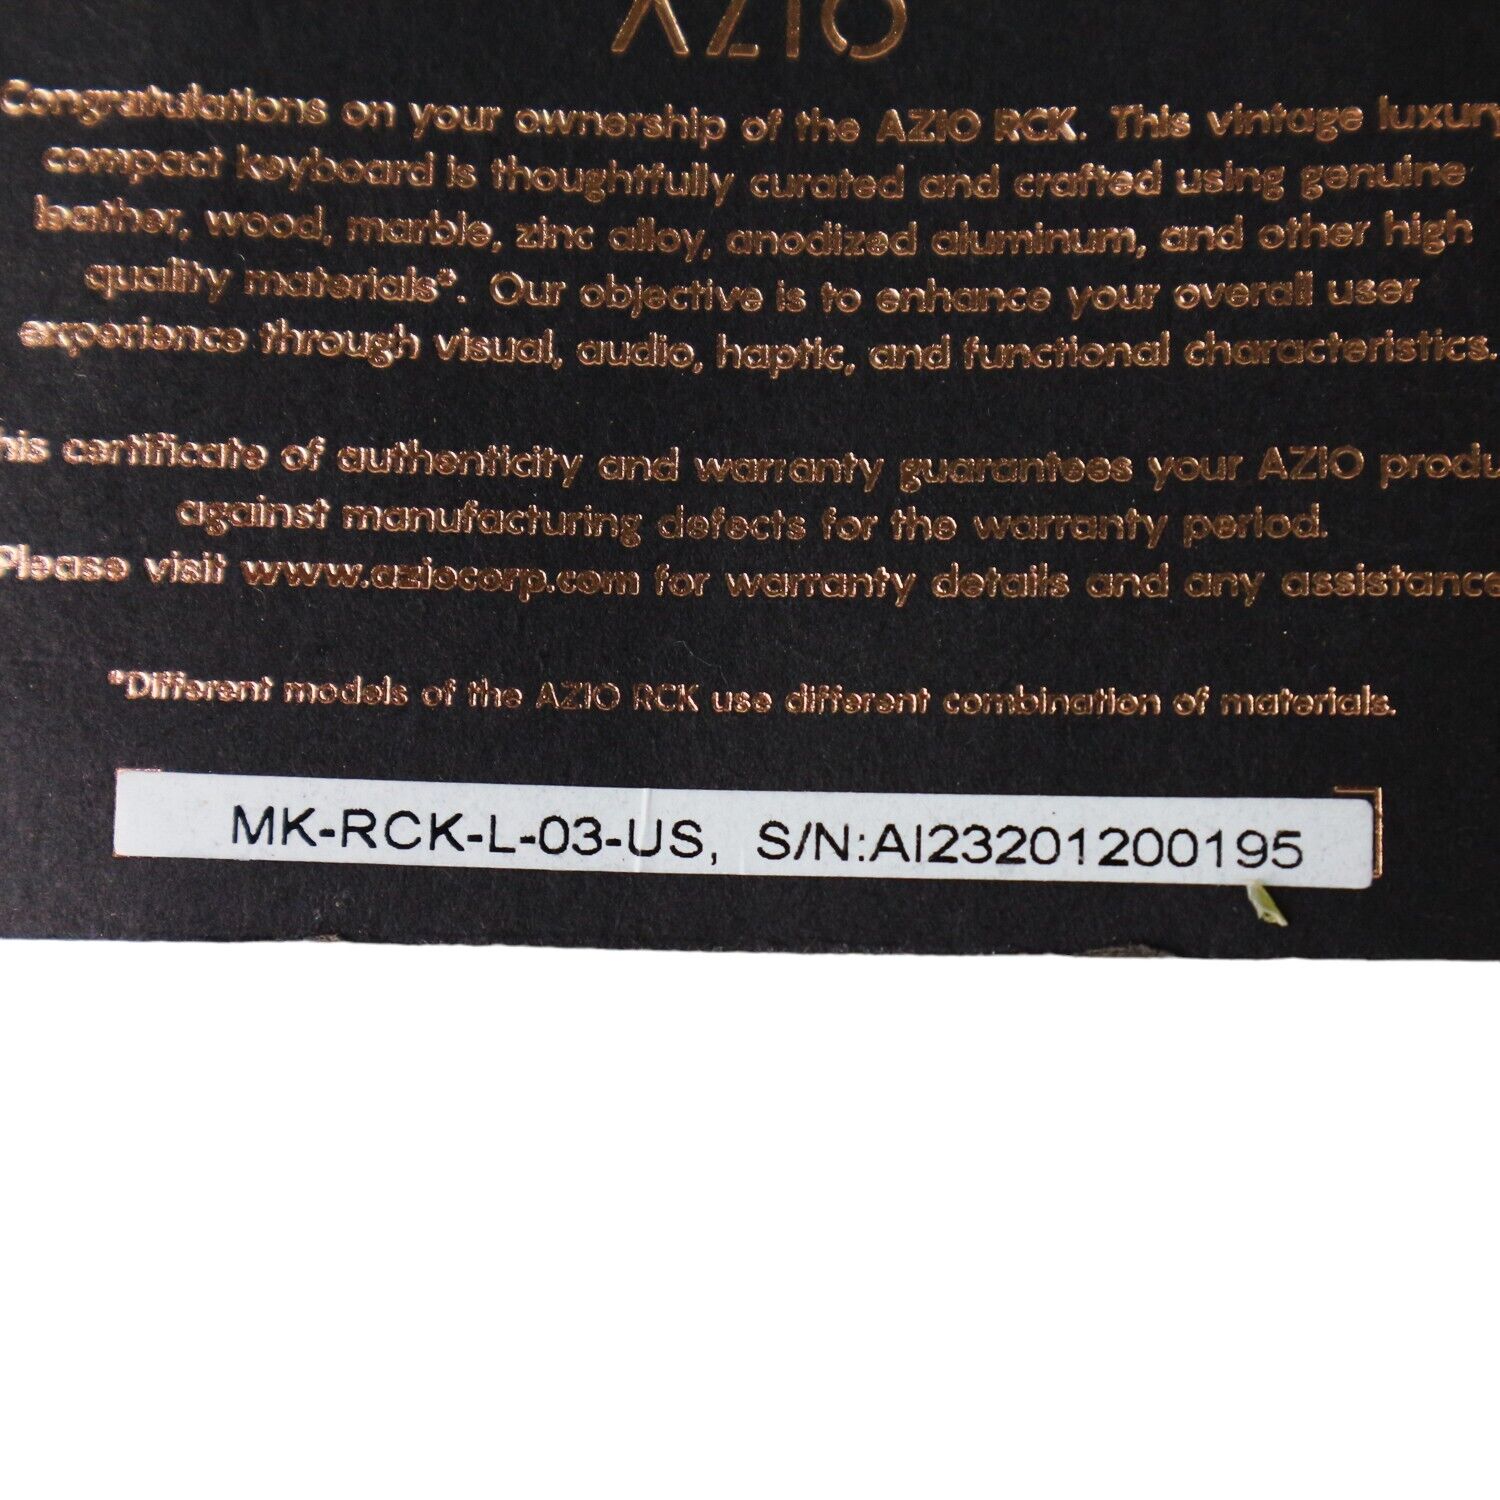 AZIO
Congratulations on your ownership of the AZIO RCK. This vintage luxury
compact keyboard is thoughtfully curated and crafted using genuine
leather, wood, marble, zinc alloy, anodized aluminum, and other high
quality materials*. Our objective is to enhance your overall user
experience through visual, audio, haptic, and functional characteristics.
his certificate of authenticity and warranty guarantees your AZIO produ
against manufacturing defects for the warranty period.
Please visit www.aziocorp.com for warranty details and any assistance
*Different models of the AZIO RCK use different combination of materials.
MK-RCK-L-03-US, S/N:AI23201200195